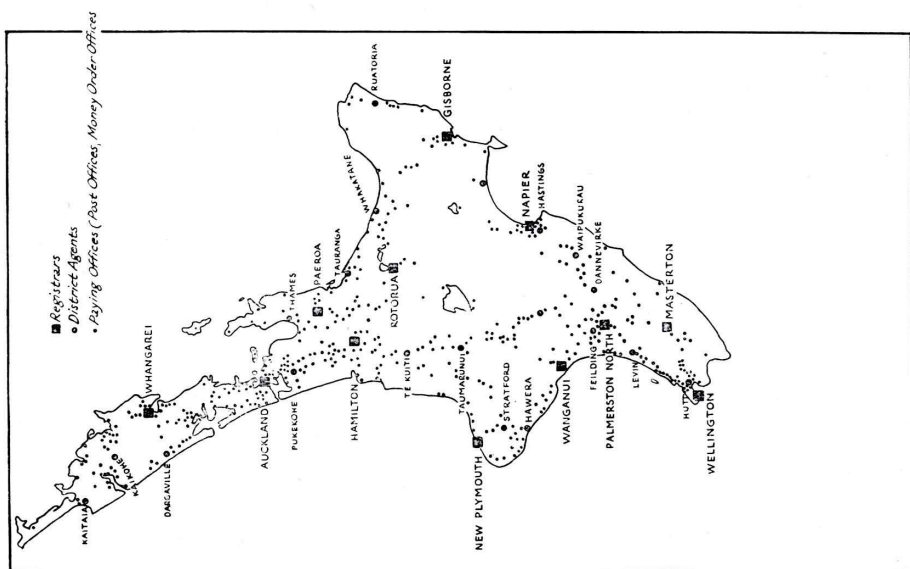 Registrars
District Agents
Paying Offices (Post Offices, Money Order Offices
KAITAIA
KAIKOHE
WHANGAREI
DARGAVILLE
AUCKLAND
PUKEKOHE
THAMES
PAEROA
TAURANGA
HAMILTON
ROTORUA
WHAKATANE
RUATORIA
TE KUITI
TAUMARUNUI
GISBORNE
NEW PLYMOUTH
STRATFORD
HAWERA
NAPIER
HASTINGS
WANGANUI
WAIPUKURAU
DANNEVIRKE
FEILDING
PALMERSTON NORTH
LEVIN
MASTERTON
HUTT
WELLINGTON